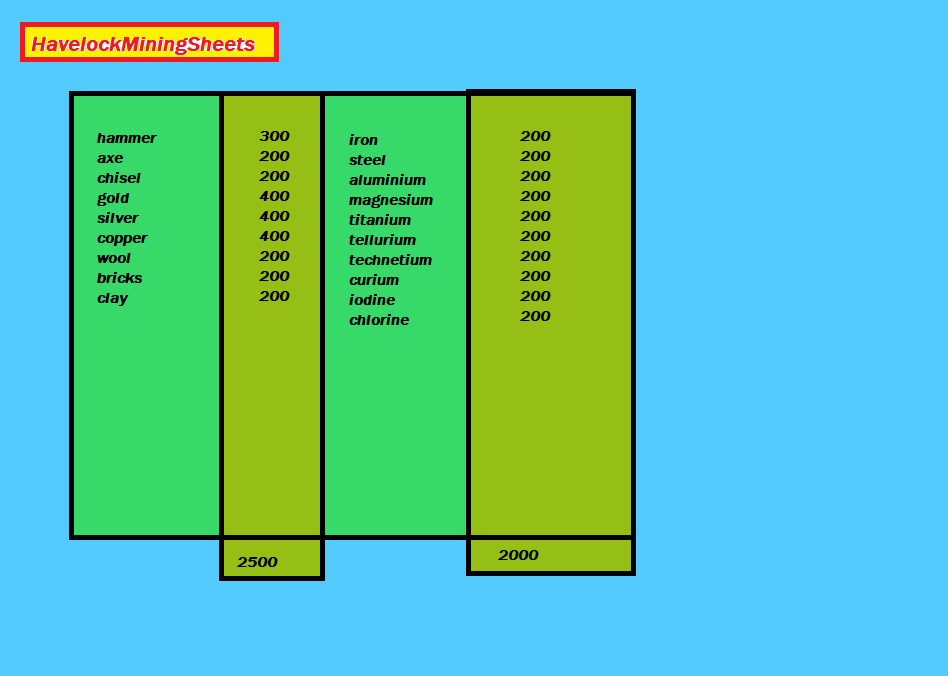 HavelockMiningSheets
hammer 300 iron 200
axe 200 steel 200
chisel 200 aluminium 200
gold 400 magnesium 200
silver 400 titanium 200
copper 400 tellurium 200
wool 200 technetium 200
bricks 200 curium 200
clay 200 iodine 200
chlorine 200
2500 2000